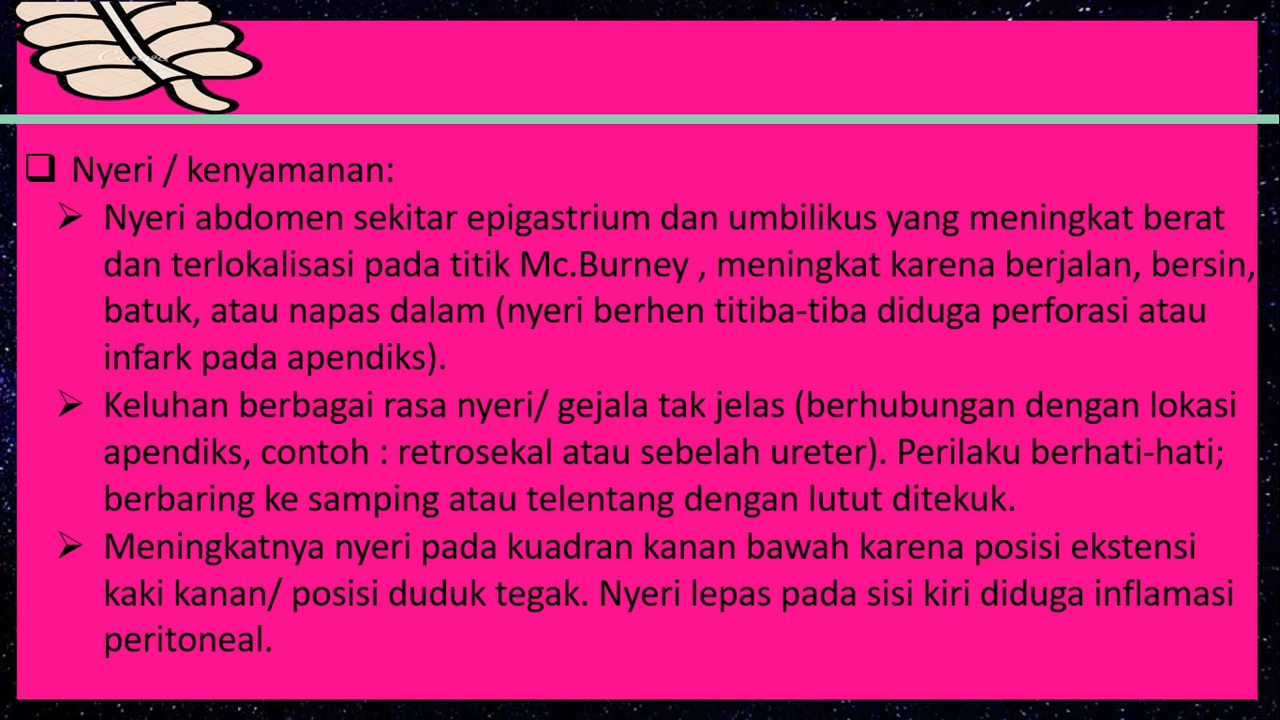 ❑ Nyeri / kenyamanan:
➢ Nyeri abdomen sekitar epigastrium dan umbilikus yang meningkat berat
dan terlokalisasi pada titik Mc.Burney , meningkat karena berjalan, bersin,
batuk, atau napas dalam (nyeri berhen titiba-tiba diduga perforasi atau
infark pada apendiks).
➢ Keluhan berbagai rasa nyeri/ gejala tak jelas (berhubungan dengan lokasi
apendiks, contoh : retrosekal atau sebelah ureter). Perilaku berhati-hati;
berbaring ke samping atau telentang dengan lutut ditekuk.
➢ Meningkatnya nyeri pada kuadran kanan bawah karena posisi ekstensi
kaki kanan/ posisi duduk tegak. Nyeri lepas pada sisi kiri diduga inflamasi
peritoneal.